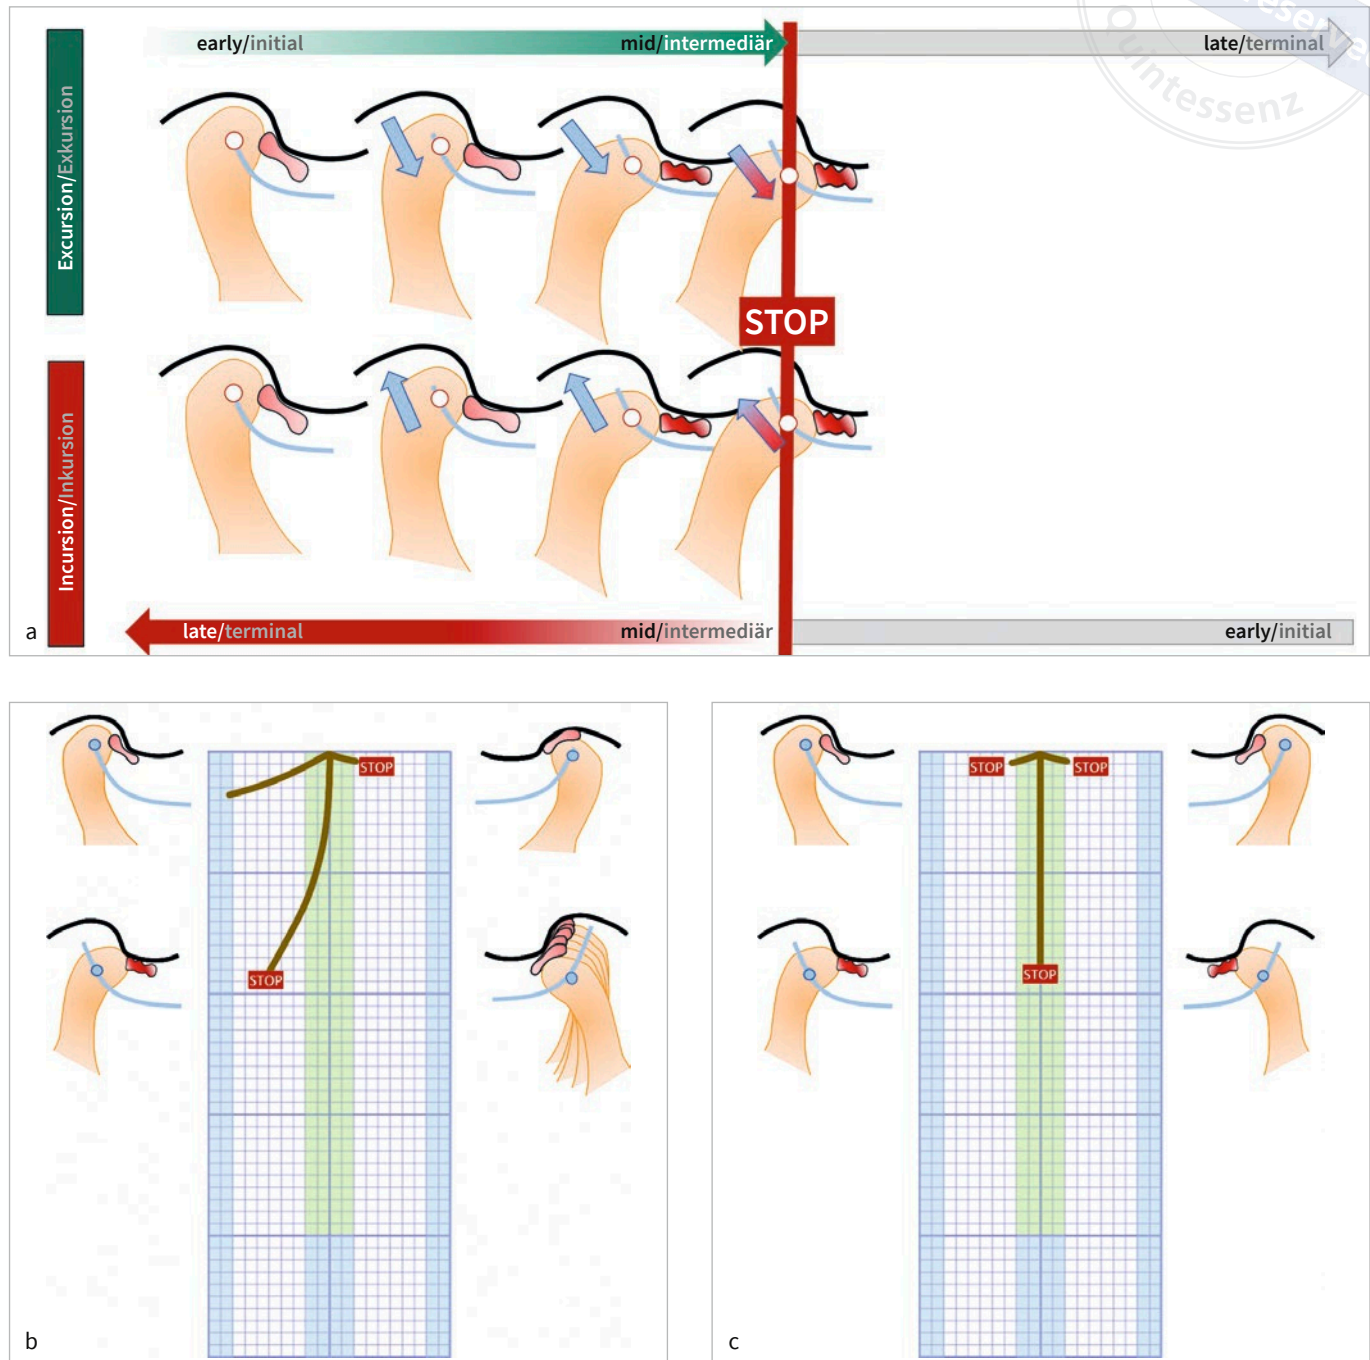 early/initial
mid/intermediär
late/terminal
Quintessenz
Excursion/Exkursion
STOP
Incursion/Inkursion
late/terminal
mid/intermediär
early/initial
a
STOP
STOP
b
STOP
STOP
STOP
c